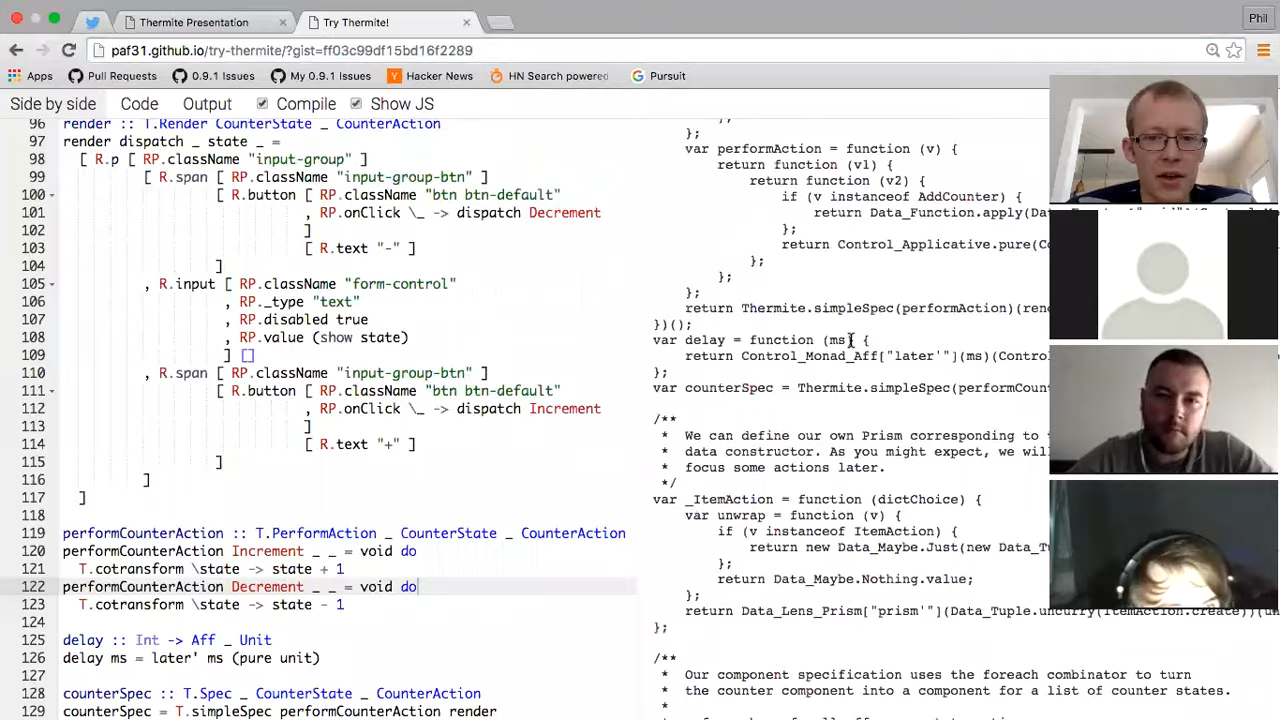 Thermite Presentation
Try Thermite!
Phil
paf31.github.io/try-thermite/?gist=ff03c99df15bd16f2289
Apps
Pull Requests
0.9.1 Issues
My 0.9.1 Issues
Hacker News
HN Search powered
Pursuit
Side by side
Code
Output
Compile
Show JS
96 render :: T.Render CounterState _ CounterAction
97 render dispatch _ state _ =
98 [ R.p [ RP.className "input-group" ]
99 [ R.span [ RP.className "input-group-btn" ]
100 [ R.button [ RP.className "btn btn-default"
101 , RP.onClick \_ -> dispatch Decrement
102 ]
103 [ R.text "-" ]
104 ]
105 , R.input [ RP.className "form-control"
106 , RP._type "text"
107 , RP.disabled true
108 , RP.value (show state)
109 ] []
110 , R.span [ RP.className "input-group-btn" ]
111 [ R.button [ RP.className "btn btn-default"
112 , RP.onClick \_ -> dispatch Increment
113 ]
114 [ R.text "+" ]
115 ]
116 ]
117 ]
118
119 performCounterAction :: T.PerformAction _ CounterState _ CounterAction
120 performCounterAction Increment _ _ = void do
121 T.cotransform \state -> state + 1
122 performCounterAction Decrement _ _ = void do
123 T.cotransform \state -> state - 1
124
125 delay :: Int -> Aff _ Unit
126 delay ms = later' ms (pure unit)
127
128 counterSpec :: T.Spec _ CounterState _ CounterAction
129 counterSpec = T.simpleSpec performCounterAction render
};
};
var performAction = function (v) {
return function (v1) {
return function (v2) {
if (v instanceof AddCounter) {
return Data_Function.apply(Da
};
return Control_Applicative.pure(Co
};
};
};
return Thermite.simpleSpec(performAction)(ren
})();
var delay = function (ms) {
return Control_Monad_Aff["later'"](ms)(Contro
};
var counterSpec = Thermite.simpleSpec(performCoun
/**
* We can define our own Prism corresponding to
* data constructor. As you might expect, we wil
* focus some actions later.
*/
var _ItemAction = function (dictChoice) {
var unwrap = function (v) {
if (v instanceof ItemAction) {
return new Data_Maybe.Just(new Data_T
};
return Data_Maybe.Nothing.value;
};
return Data_Lens_Prism["prism'"](Data_Tuple.uncurry(ItemAction.create))(u
};
/**
* Our component specification uses the foreach combinator to turn
* the counter component into a component for a list of counter states.
*